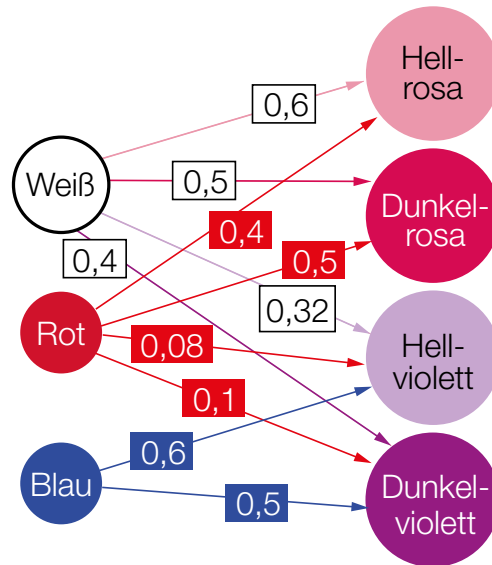 Hell-
rosa
0,6
Weiß
0,5
Dunkel-
rosa
0,4
0,4
0,5
0,32
Rot
0,08
Hell-
violett
0,1
0,6
Blau
0,5
Dunkel-
violett